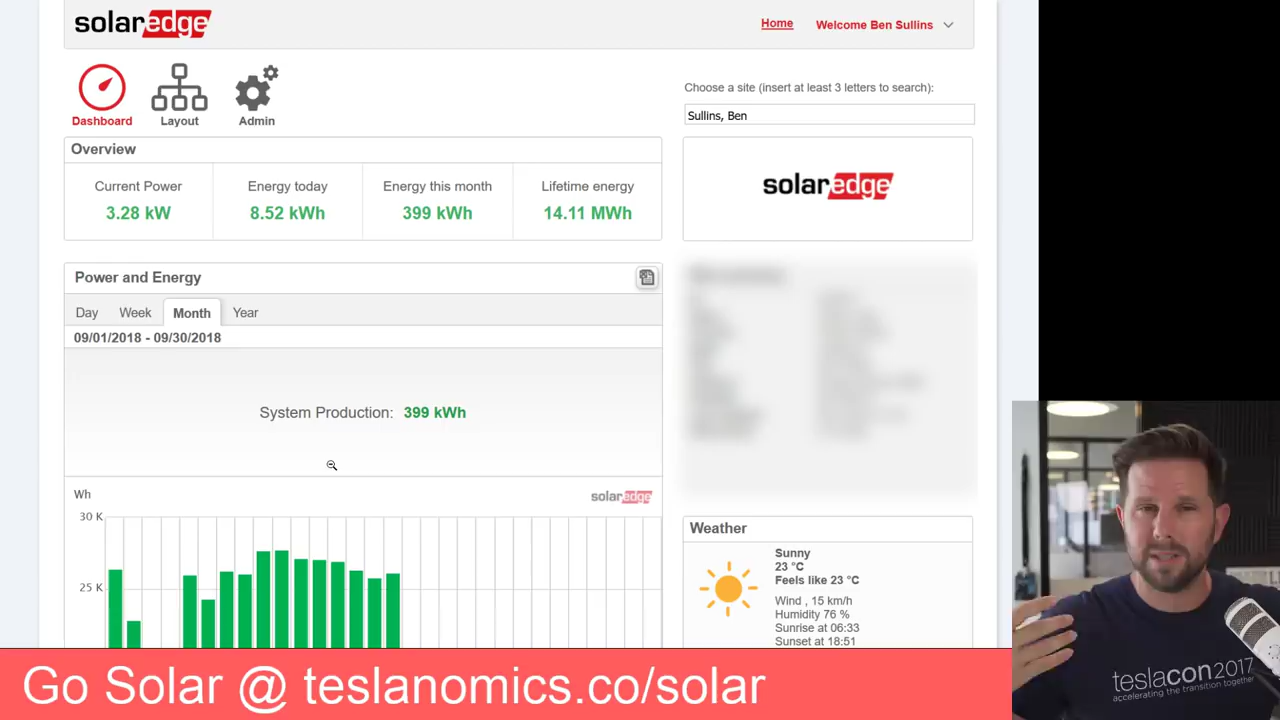 solaredge
Home
Welcome Ben Sullins
Dashboard
Layout
Admin
Choose a site (insert at least 3 letters to search):
Sullins, Ben
Overview
Current Power
3.28 kW
Energy today
8.52 kWh
Energy this month
399 kWh
Lifetime energy
14.11 MWh
solaredge
Power and Energy
Day
Week
Month
Year
09/01/2018 - 09/30/2018
System Production: 399 kWh
Wh
solaredge
30 K
25 K
Weather
Sunny
23 °C
Feels like 23 °C
Wind , 15 km/h
Humidity 76 %
Sunrise at 06:33
Sunset at 18:51
teslacon2017
accelerating the transition together
Go Solar @ teslanomics.co/solar